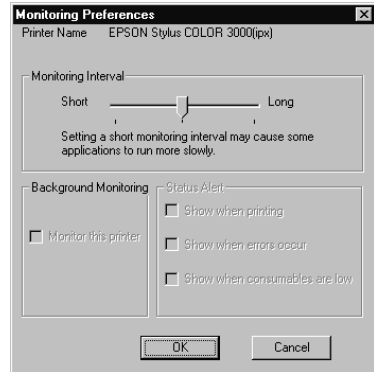 Monitoring Preferences
Printer Name EPSON Stylus COLOR 3000(ipx)
Monitoring Interval
Short Long
Setting a short monitoring interval may cause some
applications to run more slowly.
Background Monitoring
Monitor this printer
Status Alert
Show when printing
Show when errors occur
Show when consumables are low
OK Cancel